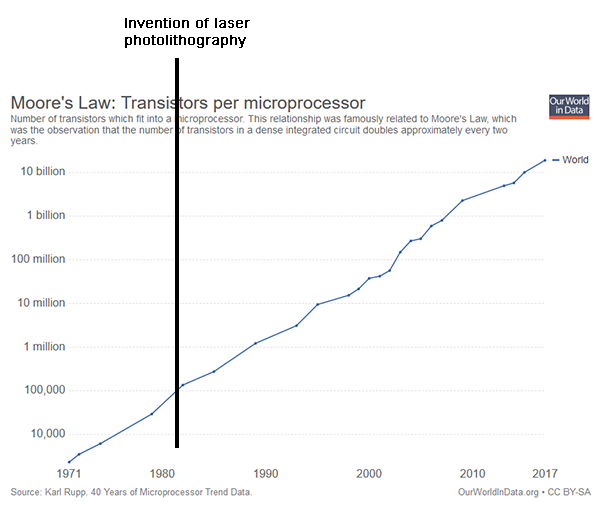 Invention of laser
photolithography
Moore's Law: Transistors per microprocessor
Our World
in Data
Number of transistors which fit into a microprocessor. This relationship was famously related to Moore's Law, which
was the observation that the number of transistors in a dense integrated circuit doubles approximately every two
years.
10 billion
World
1 billion
100 million
10 million
1 million
100,000
10,000
1971 1980 1990 2000 2010 2017
Source: Karl Rupp. 40 Years of Microprocessor Trend Data.
OurWorldInData.org • CC BY-SA